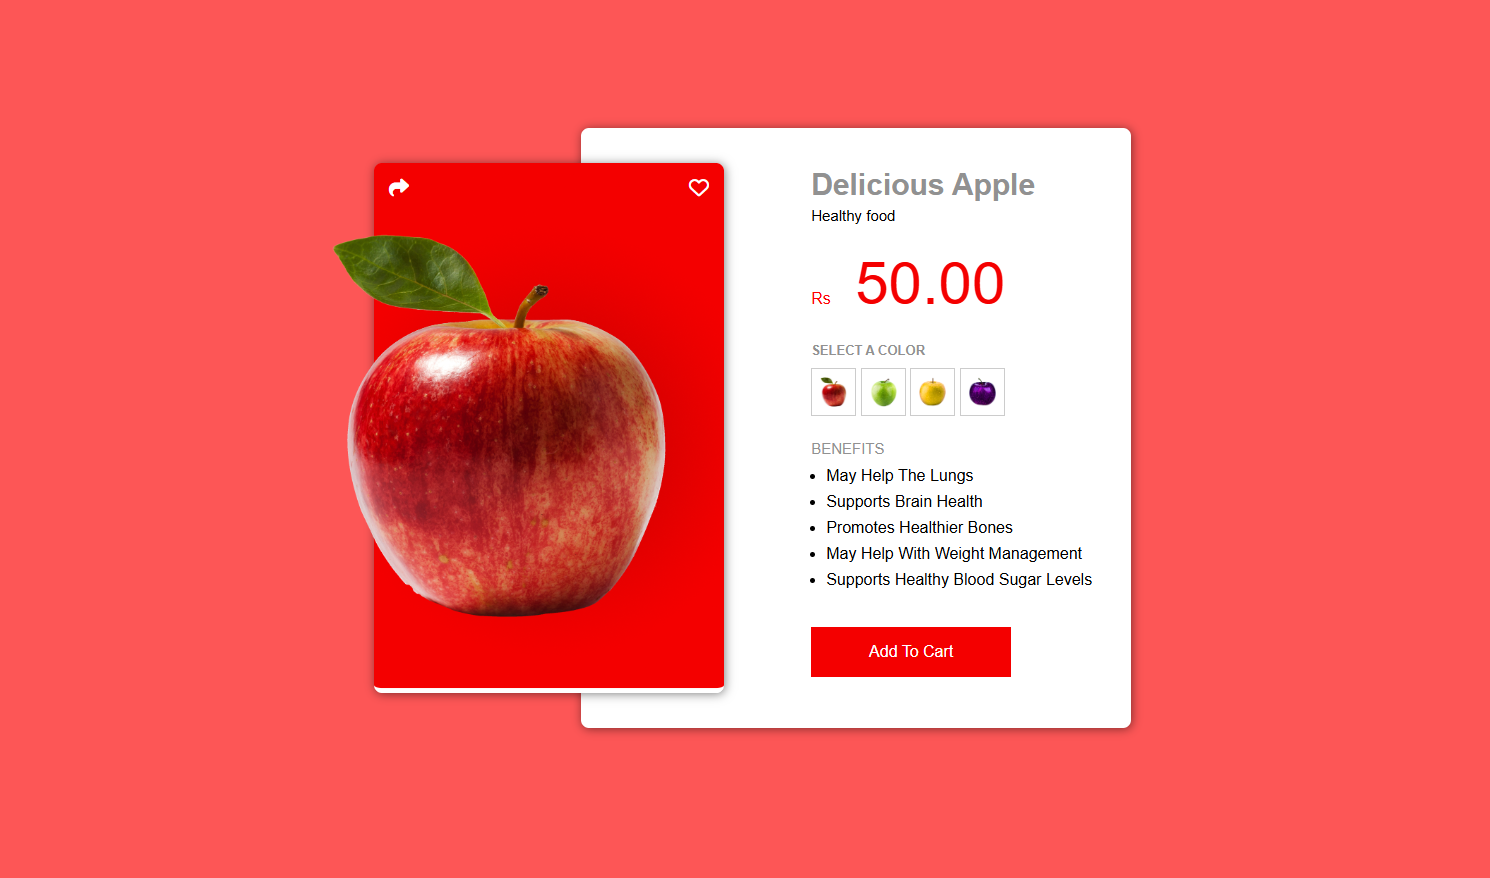 Delicious Apple
Healthy food
Rs 50.00
SELECT A COLOR
BENEFITS
May Help The Lungs
Supports Brain Health
Promotes Healthier Bones
May Help With Weight Management
Supports Healthy Blood Sugar Levels
Add To Cart